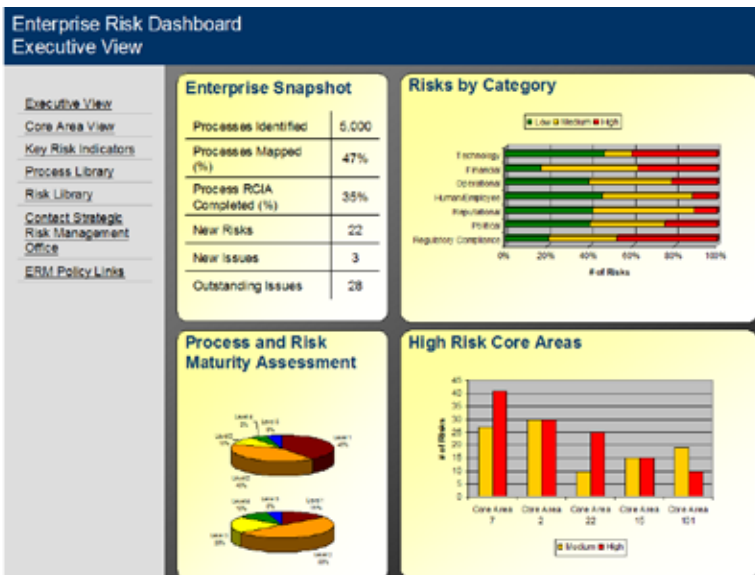 Enterprise Risk Dashboard
Executive View
Executive View
Core Area View
Key Risk Indicators
Process Library
Risk Library
Contact Strategic
Risk Management
Office
ERM Policy Links
Enterprise Snapshot
Processes Identified 5,000
Processes Mapped
(%) 47%
Process RCIA
Completed (%) 35%
New Risks 22
New Issues 3
Outstanding Issues 28
Risks by Category
Low Medium High
Technology
Financial
Operational
Human/Employee
Reputational
Political
Regulatory Compliance
0% 20% 40% 60% 80% 100%
# of Risks
Process and Risk
Maturity Assessment
High Risk Core Areas
# of Risks
45
40
35
30
25
20
15
10
5
0
Core Area Core Area Core Area Core Area Core Area
7 2 22 15 101
Medium High